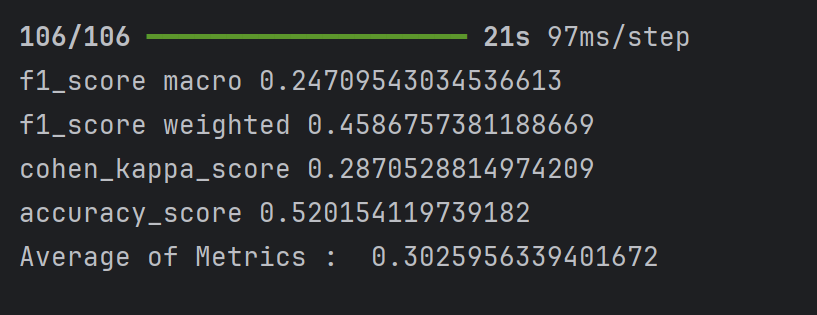 106/106 ━━━━━━━━━━━━━━━━━━━━ 21s 97ms/step
f1_score macro 0.24709543034536613
f1_score weighted 0.4586757381188669
cohen_kappa_score 0.2870528814974209
accuracy_score 0.520154119739182
Average of Metrics :  0.3025956339401672